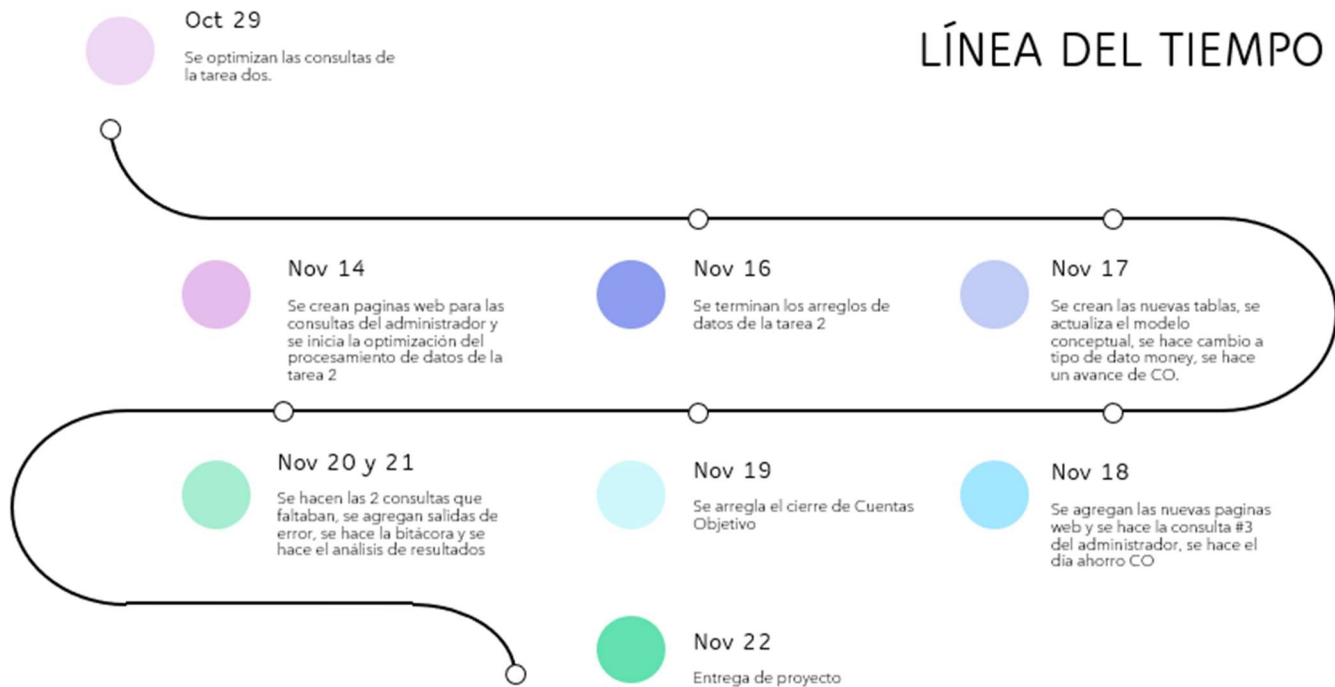 LÍNEA DEL TIEMPO
Oct 29
Se optimizan las consultas de
la tarea dos.
Nov 14
Se crean paginas web para las
consultas del administrador y
se inicia la optimización del
procesamiento de datos de la
tarea 2
Nov 16
Se terminan los arreglos de
datos de la tarea 2
Nov 17
Se crean las nuevas tablas, se
actualiza el modelo
conceptual, se hace cambio a
tipo de dato money, se hace
un avance de CO.
Nov 18
Se agregan las nuevas paginas
web y se hace la consulta #3
del administrador, se hace el
dia ahorro CO
Nov 19
Se arregla el cierre de Cuentas
Objetivo
Nov 20 y 21
Se hacen las 2 consultas que
faltaban, se agregan salidas de
error, se hace la bitácora y se
hace el análisis de resultados
Nov 22
Entrega de proyecto